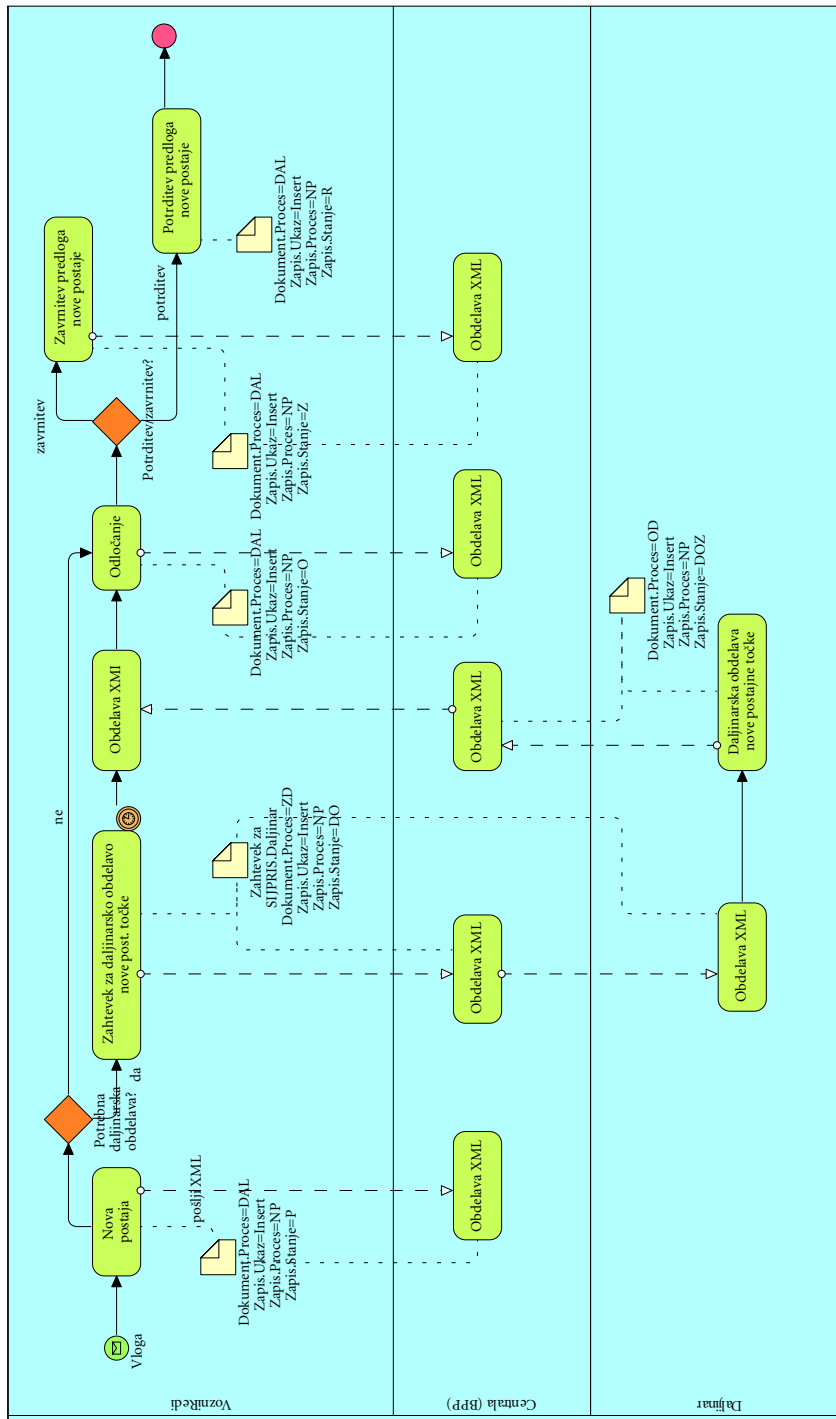 VozniRedi
Vloga
Nova
postaja
pošlji XML
Dokument.Proces=DAL
Zapis.Ukaz=Insert
Zapis.Proces=NP
Zapis.Stanje=P
Potrebna
daljinarska
obdelava?
da
ne
Zahtevek za daljinarsko obdelavo
nove post. točke
Zahtevek za
SIJPRIS.Daljinar
Dokument.Proces=ZD
Zapis.Ukaz=Insert
Zapis.Proces=NP
Zapis.Stanje=DO
Obdelava XMI
Odločanje
Dokument.Proces=DAL
Zapis.Ukaz=Insert
Zapis.Proces=NP
Zapis.Stanje=O
Potrditev/zavrnitev?
zavrnitev
potrditev
Zavrnitev predloga
nove postaje
Dokument.Proces=DAL
Zapis.Ukaz=Insert
Zapis.Proces=NP
Zapis.Stanje=Z
Potrditev predloga
nove postaje
Dokument.Proces=DAL
Zapis.Ukaz=Insert
Zapis.Proces=NP
Zapis.Stanje=R
Centrala (BPP)
Obdelava XML
Obdelava XML
Obdelava XML
Obdelava XML
Obdelava XML
Daljinar
Obdelava XML
Daljinarska obdelava
nove postajne točke
Dokument.Proces=OD
Zapis.Ukaz=Insert
Zapis.Proces=NP
Zapis.Stanje=DOZ